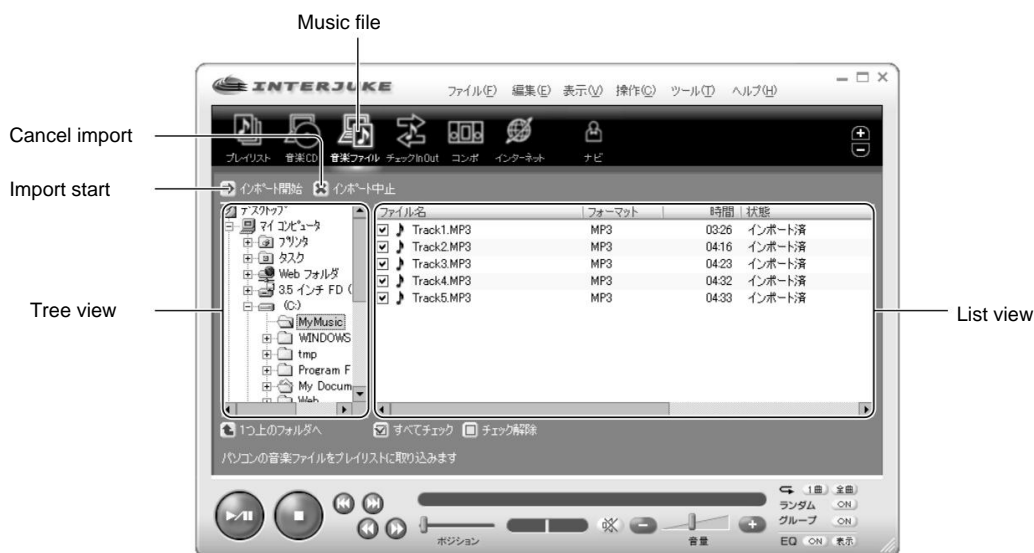 Music file
INTERJUKE
ファイル(F) 編集(E) 表示(V) 操作(O) ツール(T) ヘルプ(H)
Cancel import
プレイリスト 音楽CD 音楽ファイル チェックInOut コンポ インターネット ナビ
Import start
インポート開始 インポート中止
デスクトップ
マイ コンピュータ
プリンタ
タスク
Web フォルダ
3.5 インチ FD (
(C:)
MyMusic
WINDOWS
tmp
Program F
My Docum
Web
Tree view
ファイル名 フォーマット 時間 状態
Track1.MP3 MP3 03:26 インポート済
Track2.MP3 MP3 04:16 インポート済
Track3.MP3 MP3 04:23 インポート済
Track4.MP3 MP3 04:32 インポート済
Track5.MP3 MP3 04:33 インポート済
List view
1つ上のフォルダへ すべてチェック チェック解除
パソコンの音楽ファイルをプレイリストに取り込みます
1曲 全曲
ランダム ON
グループ ON
EQ ON 表示
ポジション 音量